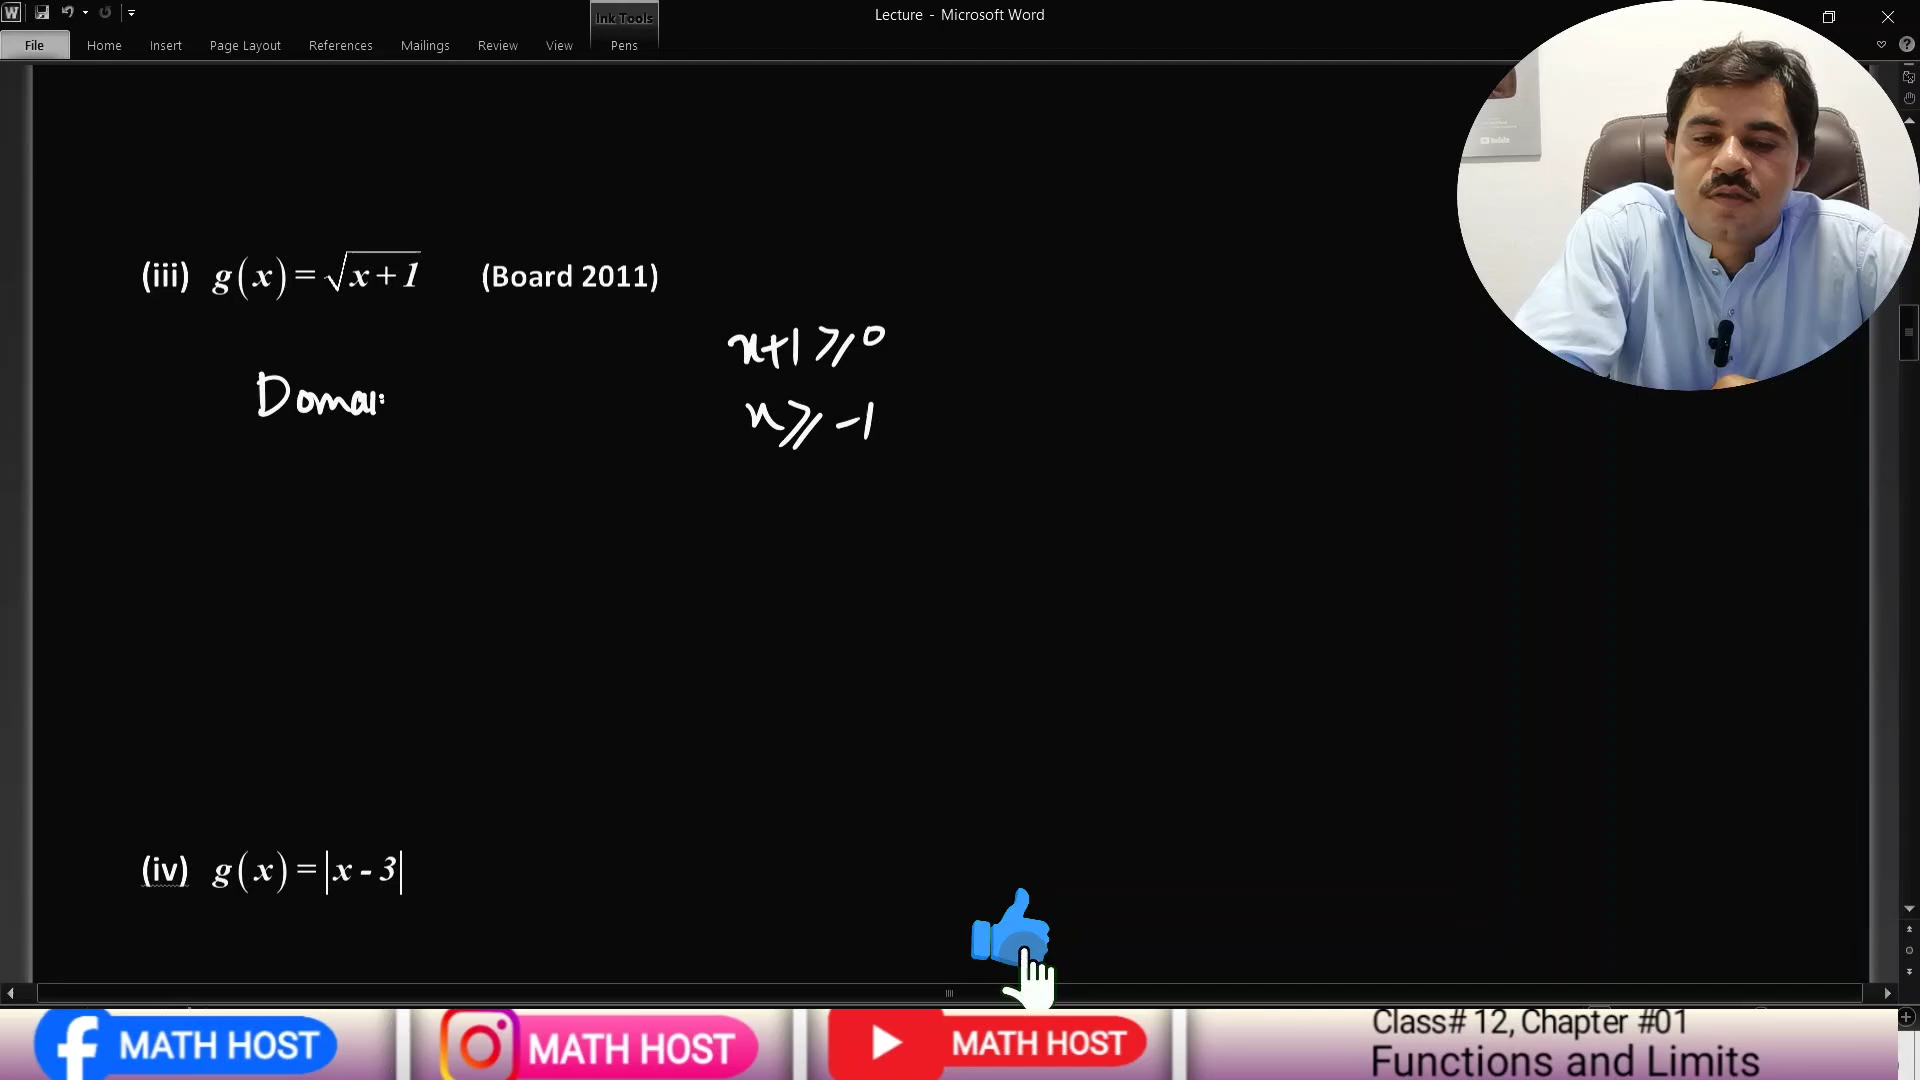 Lecture - Microsoft Word
Ink Tools
File Home Insert Page Layout References Mailings Review View Pens
(iii) g(x) = √x+1 (Board 2011)
x+1 ⩾ 0
Domai
x ⩾ -1
(iv) g(x) = |x - 3|
MATH HOST
MATH HOST
MATH HOST
Class# 12, Chapter #01
Functions and Limits